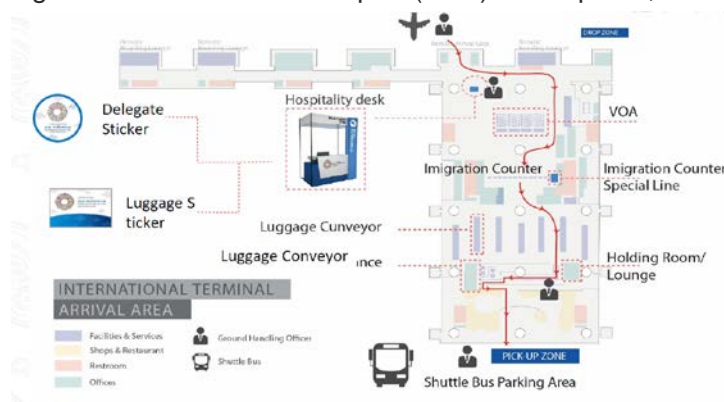 DROP ZONE
Delegate
Sticker
Hospitality desk
VOA
Imigration Counter
Imigration Counter
Special Line
Luggage S
ticker
Luggage Cunveyor
Luggage Conveyor
Holding Room/
Lounge
INTERNATIONAL TERMINAL
ARRIVAL AREA
Facilities & Services
Shops & Restaurant
Restroom
Offices
Ground Handling Officer
Shuttle Bus
PICK-UP ZONE
Shuttle Bus Parking Area